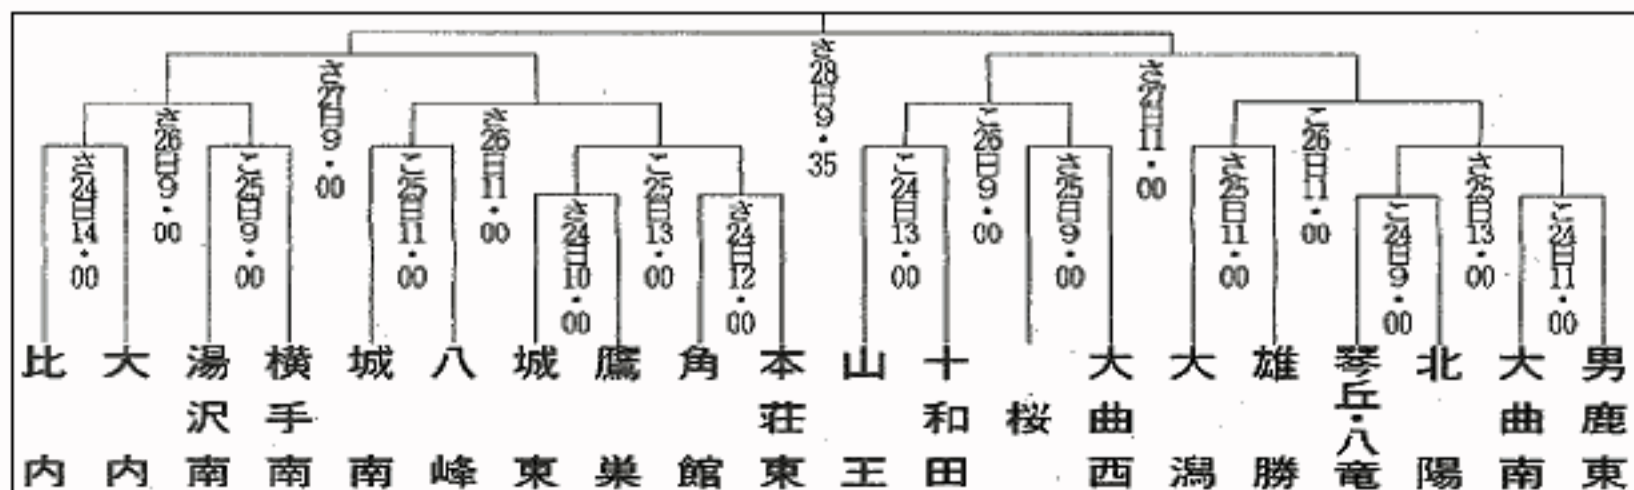 さ28日9・35
さ27日9・00
さ27日11・00
さ26日9・00
さ26日11・00
こ26日9・00
こ26日11・00
さ24日14・00
こ25日9・00
こ25日11・00
こ25日13・00
こ24日13・00
さ25日9・00
さ25日11・00
さ25日13・00
さ24日10・00
さ24日12・00
こ24日9・00
こ24日11・00
比内
大内
湯沢南
横手南
城南
八峰
城東
鷹巣
角館
本荘東
山王
十和田
桜
大曲西
大潟
雄勝
琴丘・八竜
北陽
大曲南
男鹿東